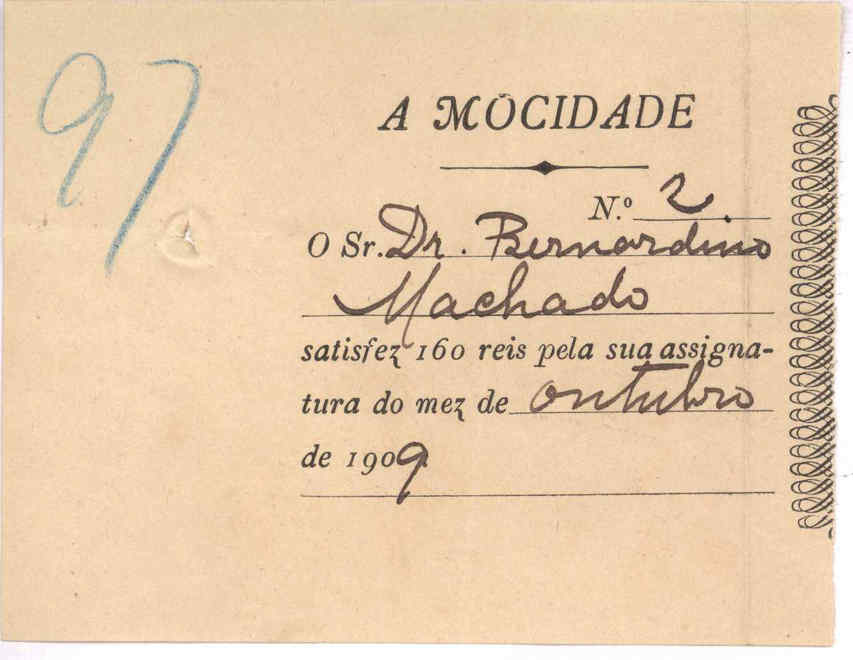 97
A MOCIDADE
N.º 2
O Sr. Dr. Bernardino
Machado
satisfez 160 reis pela sua assigna-
tura do mez de outubro
de 1909